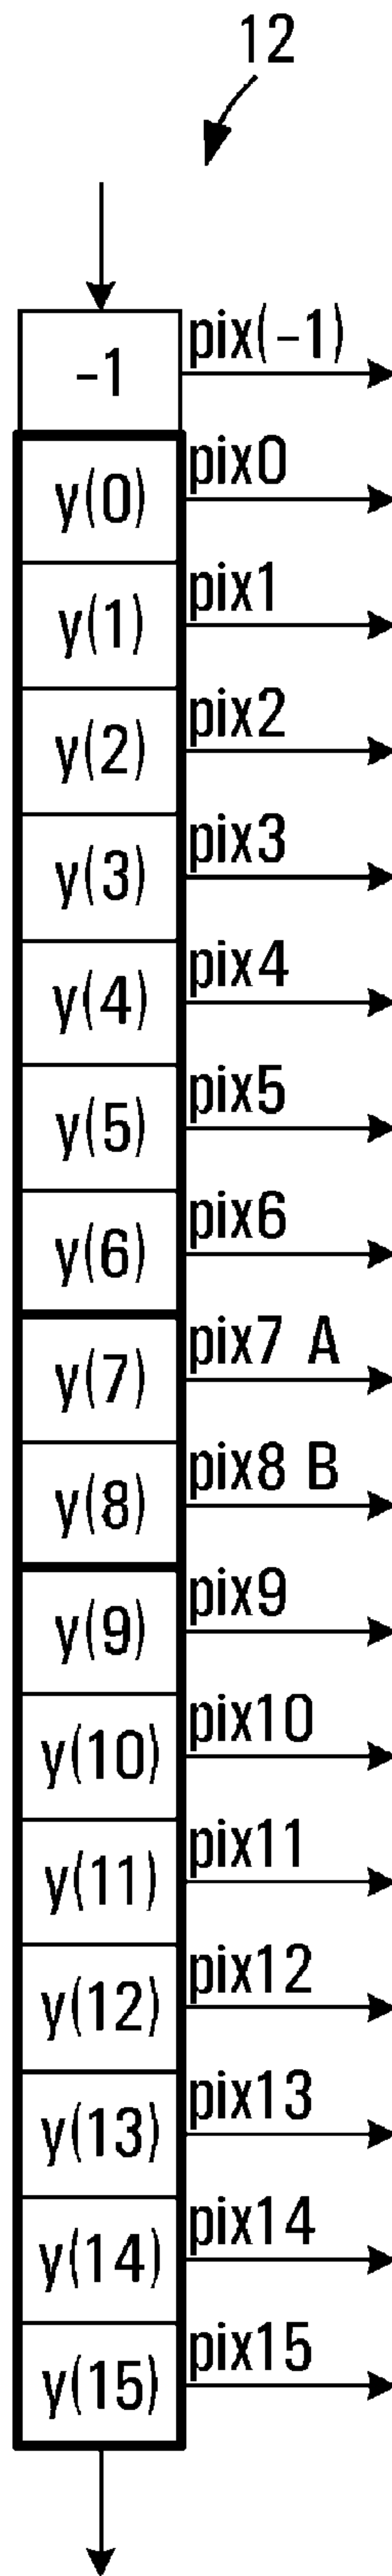 12
-1 pix(-1)
y(0) pix0
y(1) pix1
y(2) pix2
y(3) pix3
y(4) pix4
y(5) pix5
y(6) pix6
y(7) pix7 A
y(8) pix8 B
y(9) pix9
y(10) pix10
y(11) pix11
y(12) pix12
y(13) pix13
y(14) pix14
y(15) pix15